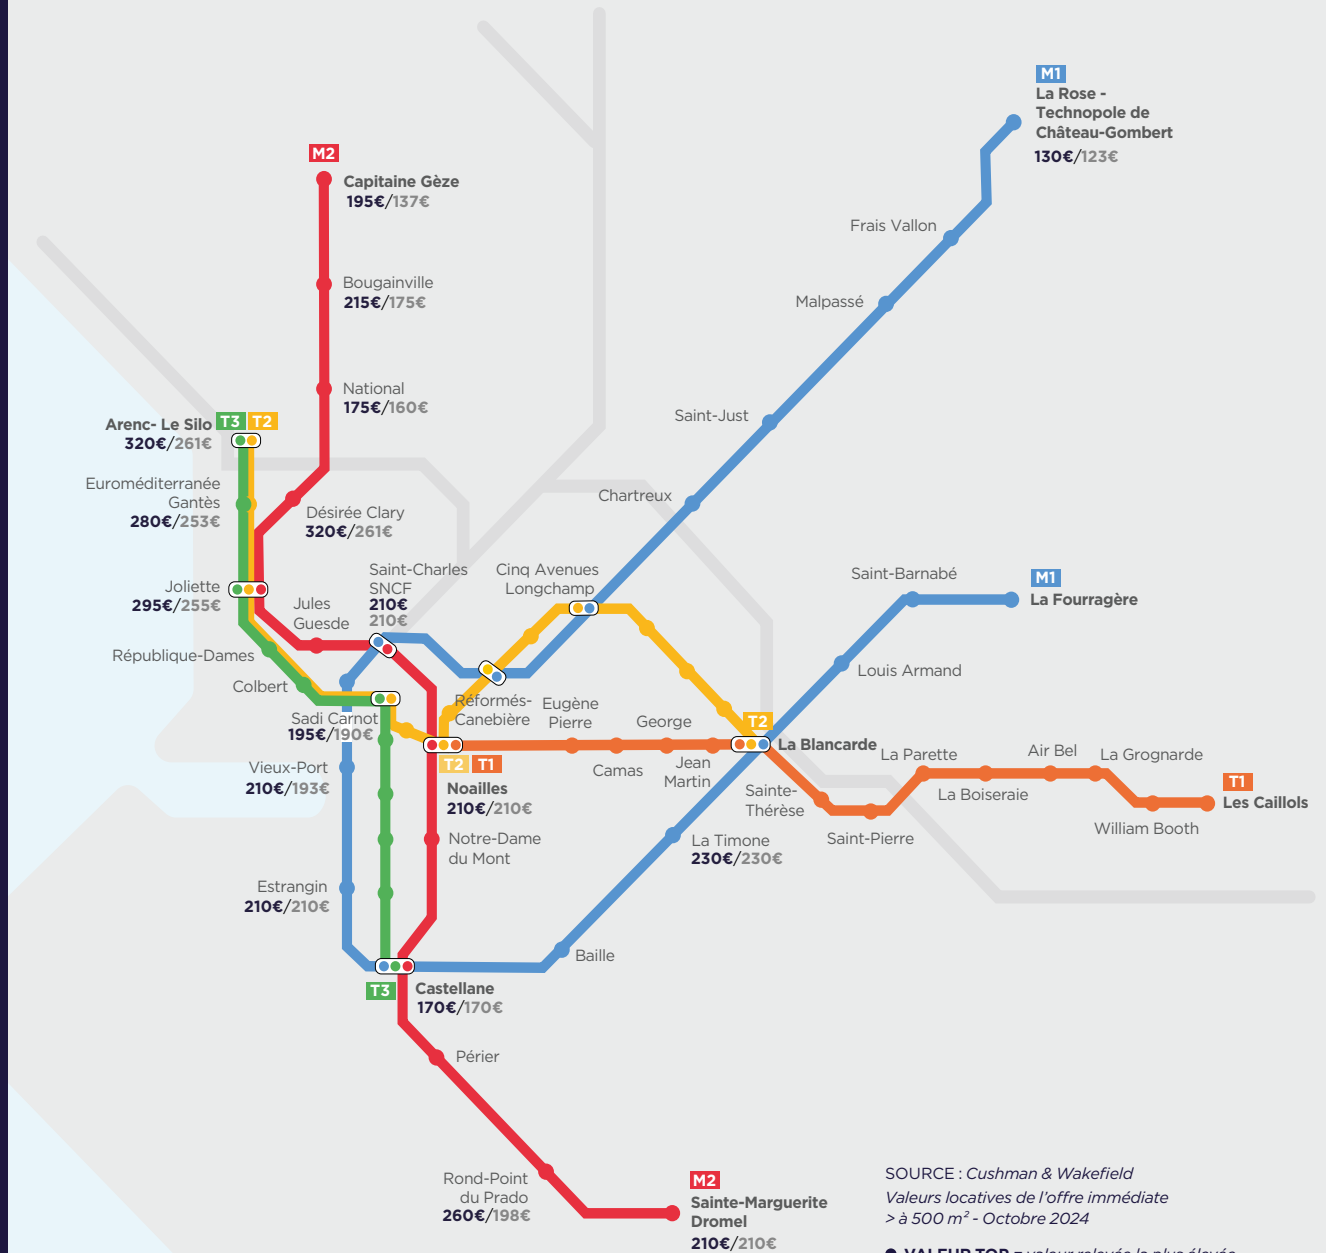 M1
La Rose -
Technopole de
Château-Gombert
130€/123€
M2
Capitaine Gèze
195€/137€
Frais Vallon
Bougainville
215€/175€
Malpassé
National
175€/160€
Saint-Just
Arenc- Le Silo T3 T2
320€/261€
Euroméditerranée
Gantès
280€/253€
Chartreux
Désirée Clary
320€/261€
Saint-Charles
SNCF
210€
210€
Cinq Avenues
Longchamp
Saint-Barnabé
M1
La Fourragère
Joliette
295€/255€
Jules
Guesde
République-Dames
Louis Armand
Colbert
Réformés-
Canebière
Eugène
Pierre
George
T2
Sadi Carnot
195€/190€
La Blancarde
La Parette
Air Bel
La Grognarde
Vieux-Port
210€/193€
T2 T1
Noailles
210€/210€
Camas
Jean
Martin
Sainte-
Thérèse
La Boiseraie
T1
Les Caillols
William Booth
Notre-Dame
du Mont
La Timone
230€/230€
Saint-Pierre
Estrangin
210€/210€
Baille
T3
Castellane
170€/170€
Périer
Rond-Point
du Prado
260€/198€
M2
Sainte-Marguerite
Dromel
210€/210€
SOURCE : Cushman & Wakefield
Valeurs locatives de l'offre immédiate
> à 500 m² - Octobre 2024
VALEUR TOP = valeur relevée la plus élevée